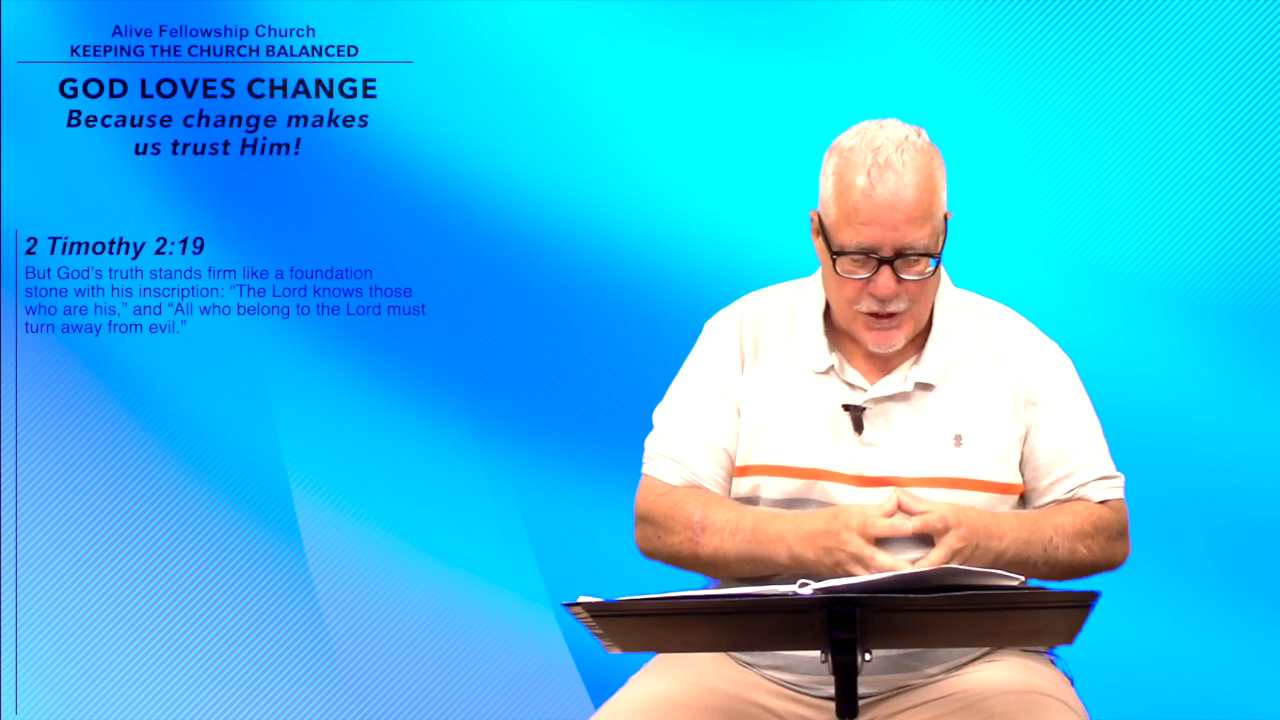 Alive Fellowship Church
KEEPING THE CHURCH BALANCED
GOD LOVES CHANGE
Because change makes
us trust Him!
2 Timothy 2:19
But God’s truth stands firm like a foundation
stone with his inscription: “The Lord knows those
who are his,” and “All who belong to the Lord must
turn away from evil.”